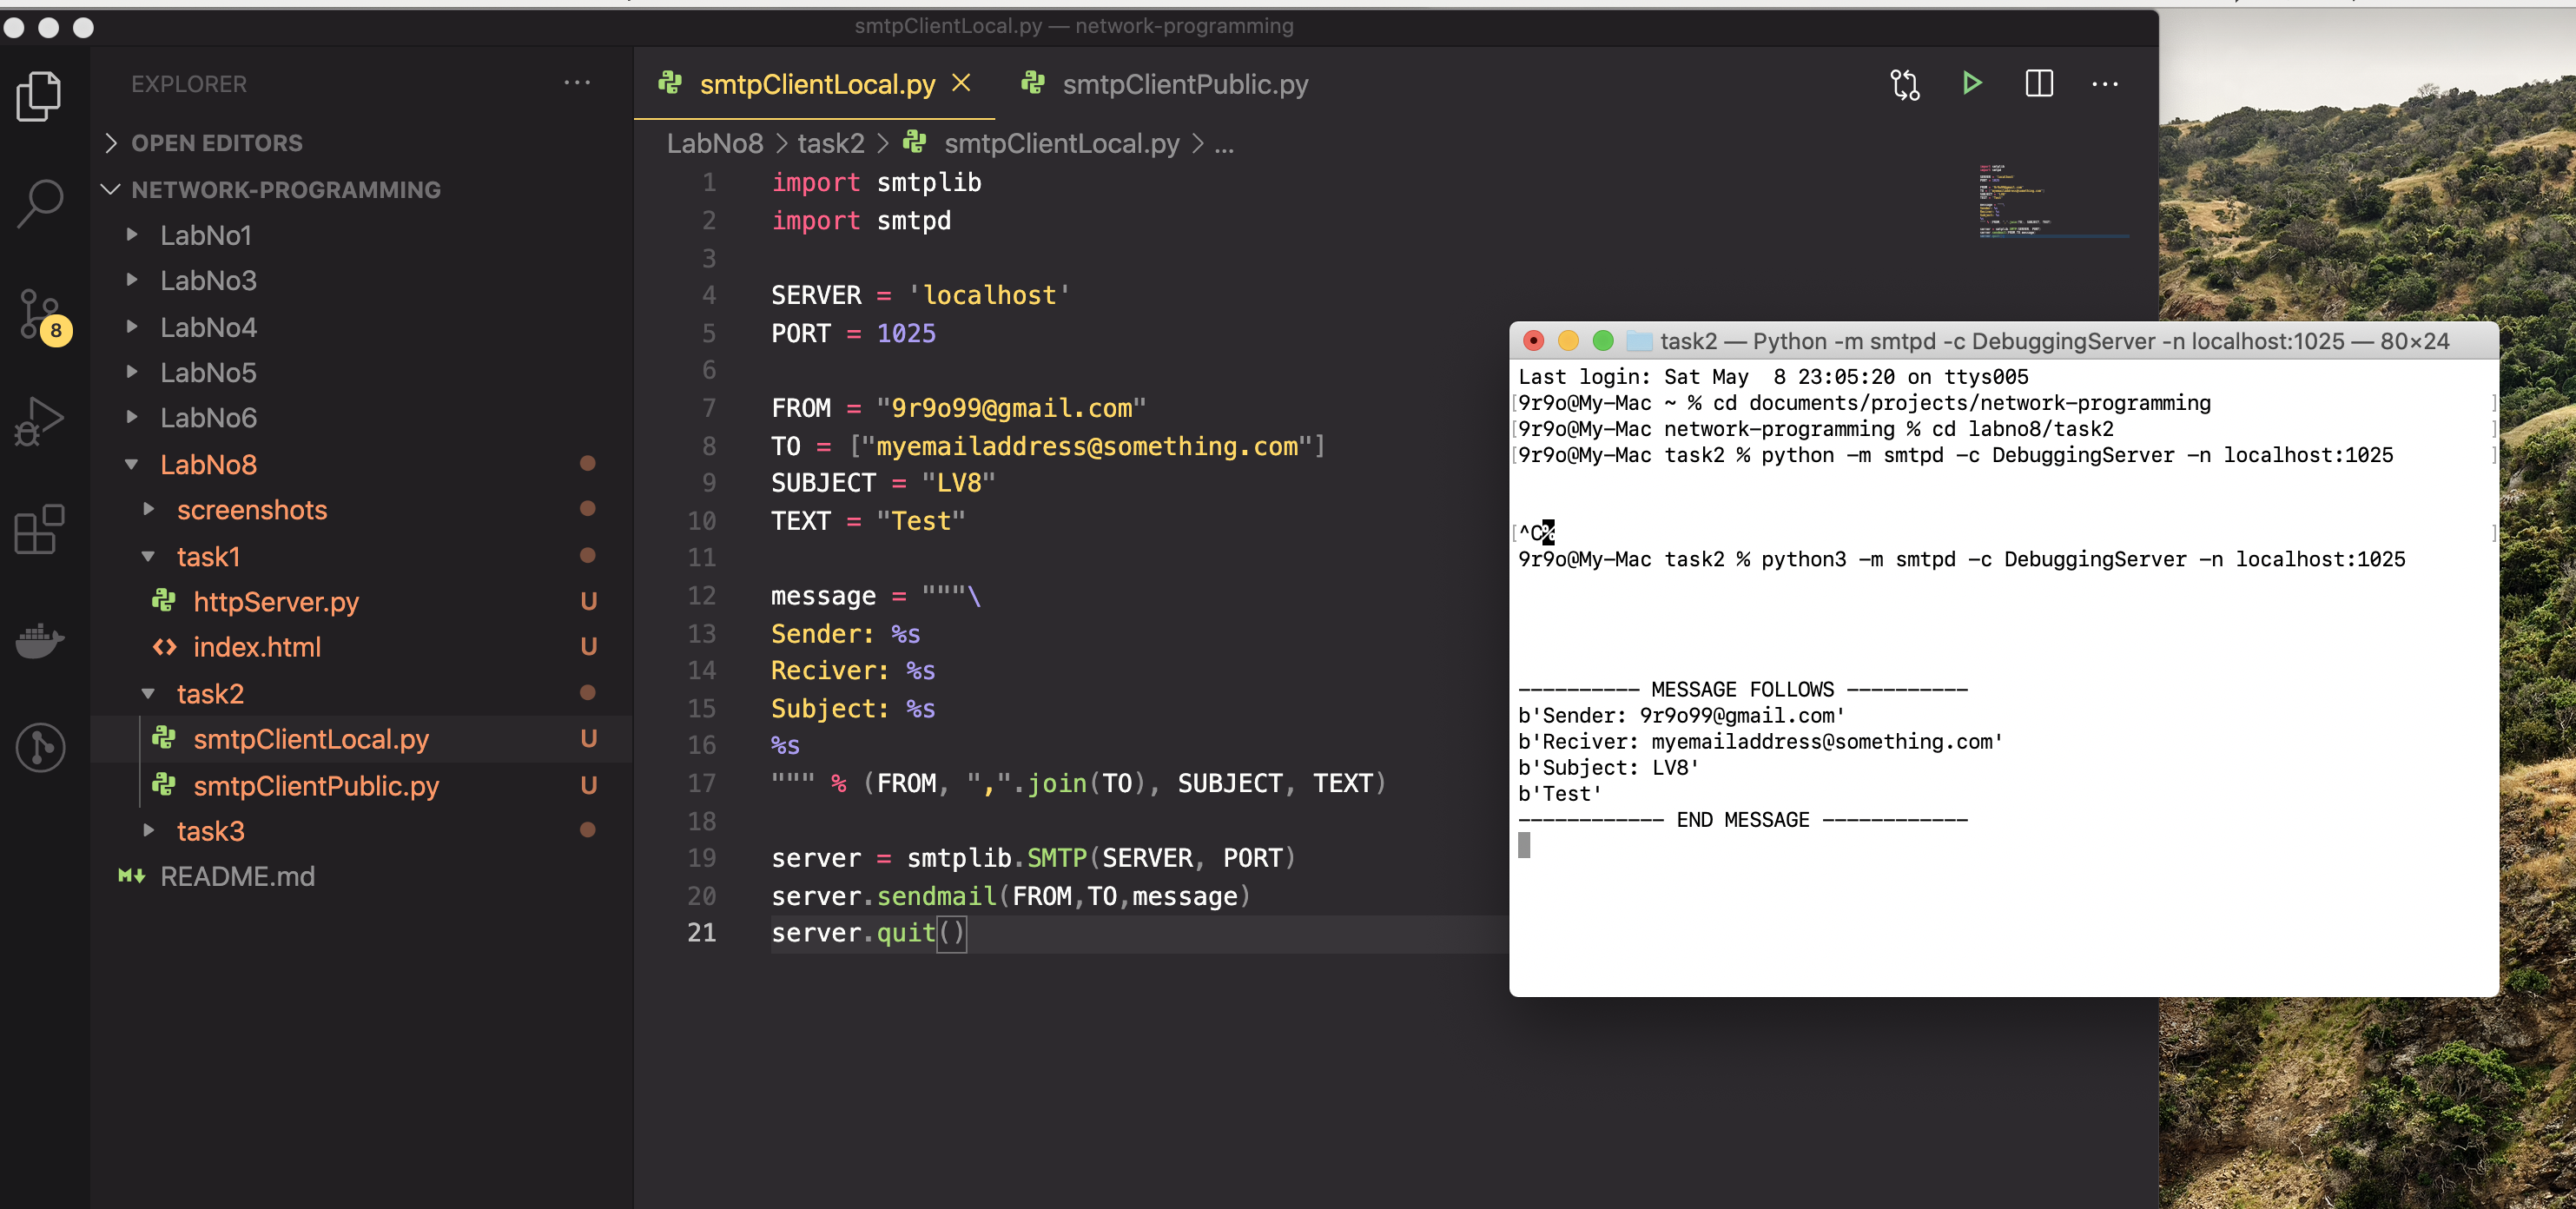 smtpClientLocal.py — network-programming
EXPLORER
OPEN EDITORS
NETWORK-PROGRAMMING
LabNo1
LabNo3
LabNo4
LabNo5
LabNo6
LabNo8
screenshots
task1
httpServer.py U
index.html U
task2
smtpClientLocal.py U
smtpClientPublic.py U
task3
README.md
8
smtpClientLocal.py
smtpClientPublic.py
LabNo8 > task2 > smtpClientLocal.py > ...
1 import smtplib
2 import smtpd
3
4 SERVER = 'localhost'
5 PORT = 1025
6
7 FROM = "9r9o99@gmail.com"
8 TO = ["myemailaddress@something.com"]
9 SUBJECT = "LV8"
10 TEXT = "Test"
11
12 message = """\
13 Sender: %s
14 Reciver: %s
15 Subject: %s
16 %s
17 """ % (FROM, ",".join(TO), SUBJECT, TEXT)
18
19 server = smtplib.SMTP(SERVER, PORT)
20 server.sendmail(FROM,TO,message)
21 server.quit()
task2 — Python -m smtpd -c DebuggingServer -n localhost:1025 — 80×24
Last login: Sat May  8 23:05:20 on ttys005
[9r9o@My-Mac ~ % cd documents/projects/network-programming ]
[9r9o@My-Mac network-programming % cd labno8/task2 ]
[9r9o@My-Mac task2 % python -m smtpd -c DebuggingServer -n localhost:1025 ]
[^C% ]
9r9o@My-Mac task2 % python3 -m smtpd -c DebuggingServer -n localhost:1025
---------- MESSAGE FOLLOWS ----------
b'Sender: 9r9o99@gmail.com'
b'Reciver: myemailaddress@something.com'
b'Subject: LV8'
b'Test'
------------ END MESSAGE ------------